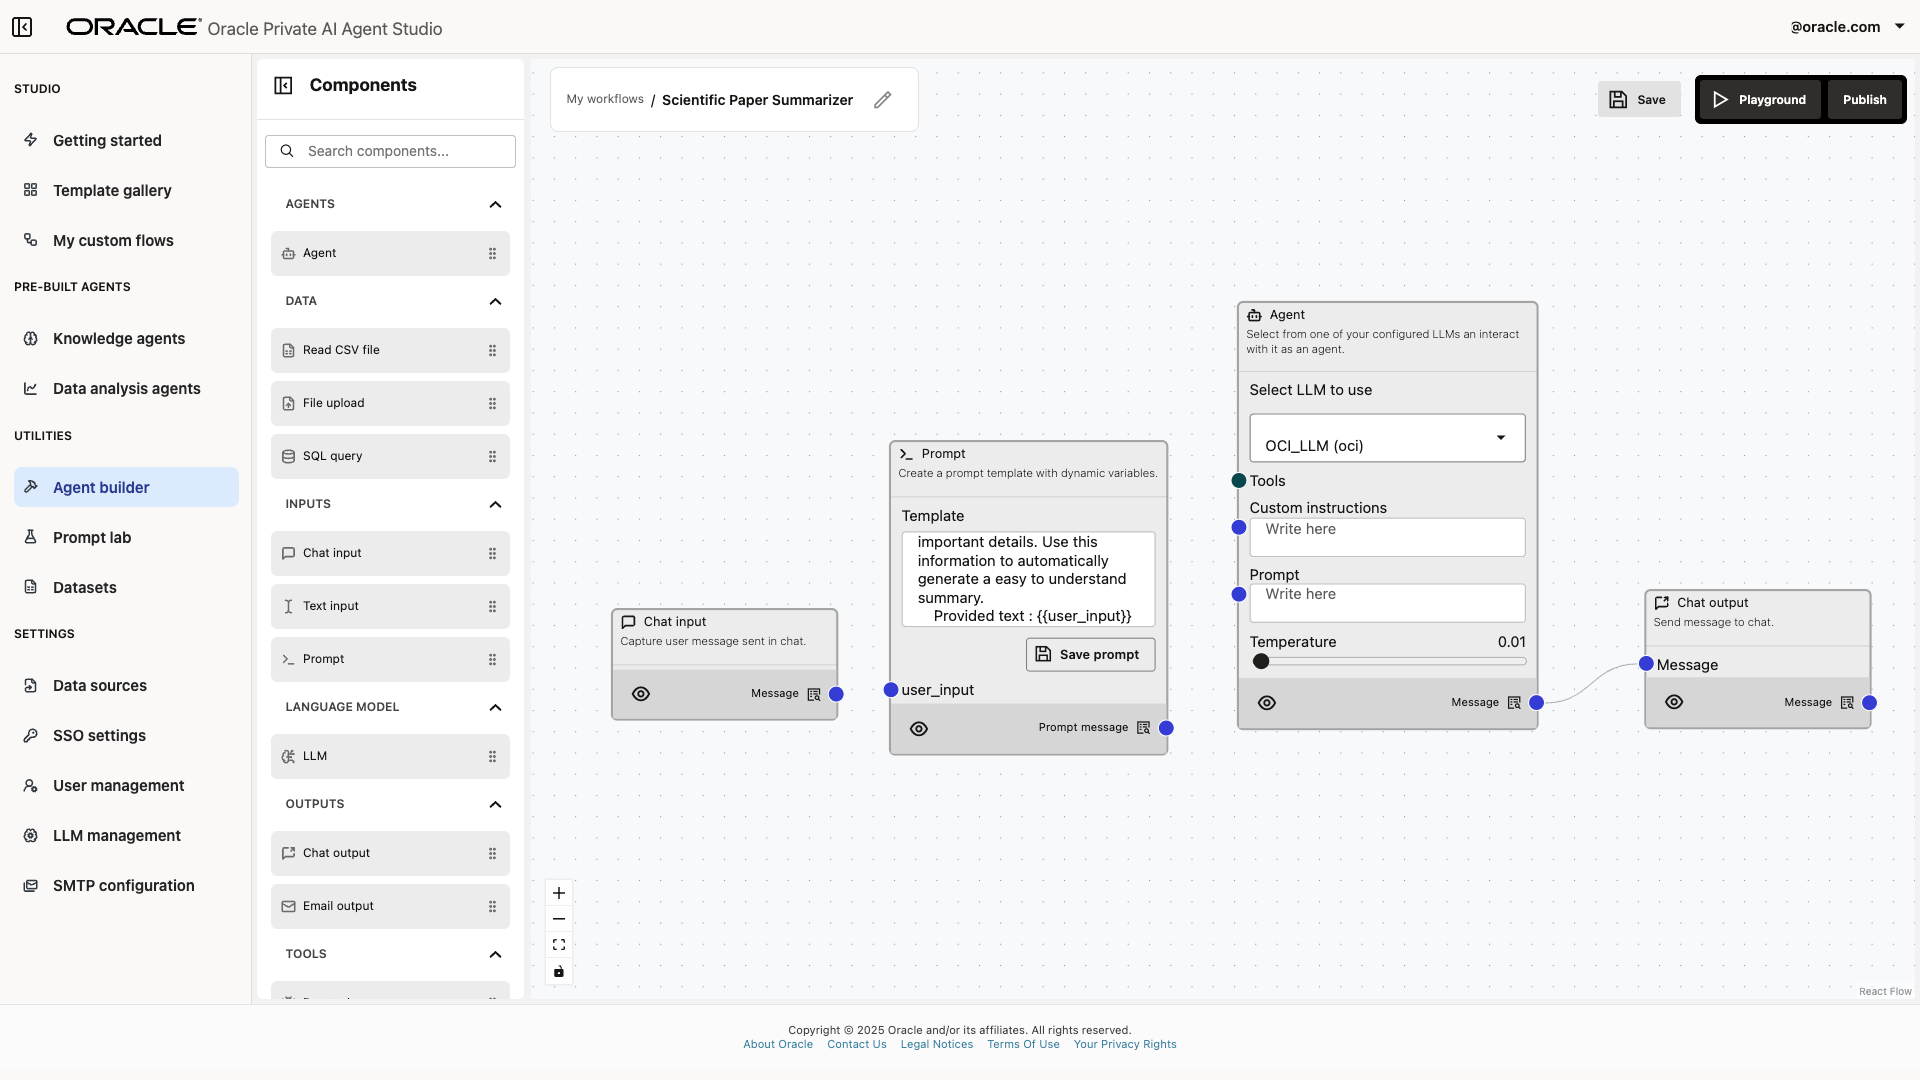 ORACLE Oracle Private AI Agent Studio
@oracle.com
STUDIO
Getting started
Template gallery
My custom flows
PRE-BUILT AGENTS
Knowledge agents
Data analysis agents
UTILITIES
Agent builder
Prompt lab
Datasets
SETTINGS
Data sources
SSO settings
User management
LLM management
SMTP configuration
Components
Search components...
AGENTS
Agent
DATA
Read CSV file
File upload
SQL query
INPUTS
Chat input
Text input
Prompt
LANGUAGE MODEL
LLM
OUTPUTS
Chat output
Email output
TOOLS
My workflows / Scientific Paper Summarizer
Save
Playground
Publish
Chat input
Capture user message sent in chat.
Message
Prompt
Create a prompt template with dynamic variables.
Template
important details. Use this
information to automatically
generate a easy to understand
summary.
Provided text : {{user_input}}
Save prompt
user_input
Prompt message
Agent
Select from one of your configured LLMs an interact
with it as an agent.
Select LLM to use
OCI_LLM (oci)
Tools
Custom instructions
Write here
Prompt
Write here
Temperature 0.01
Message
Chat output
Send message to chat.
Message
Message
React Flow
Copyright © 2025 Oracle and/or its affiliates. All rights reserved.
About Oracle Contact Us Legal Notices Terms Of Use Your Privacy Rights